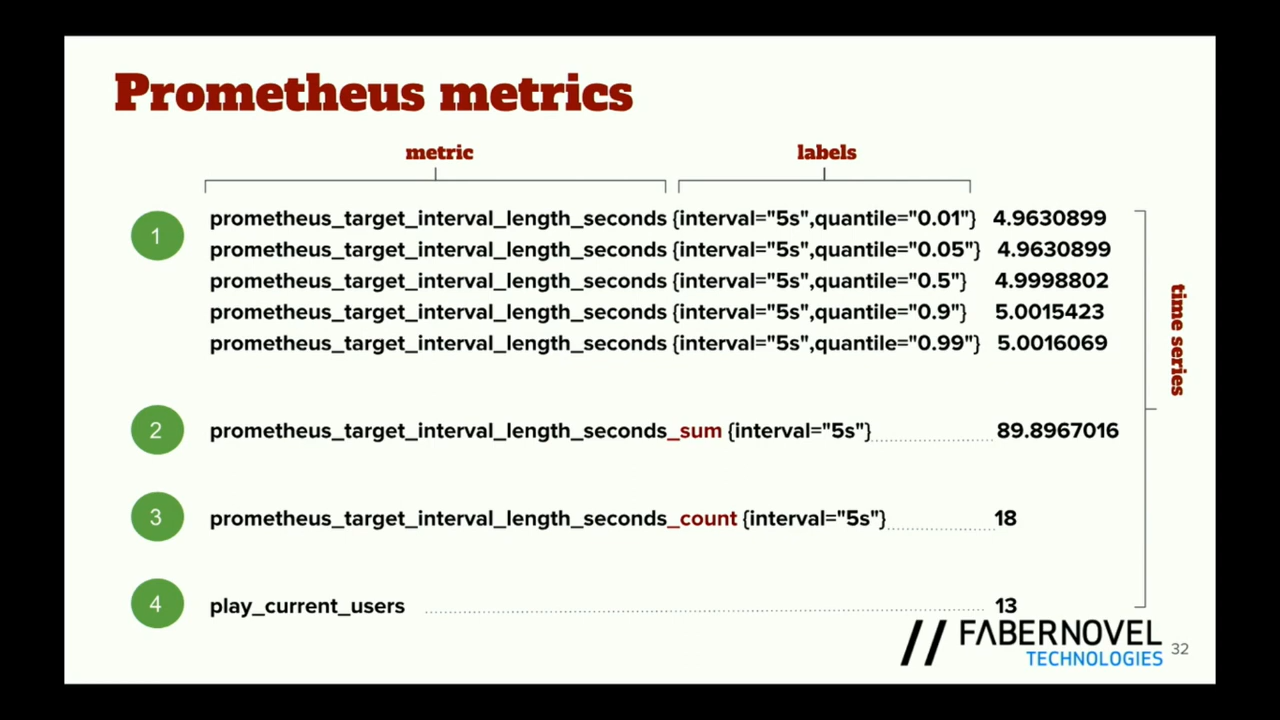 Prometheus metrics
metric labels
1 prometheus_target_interval_length_seconds {interval="5s",quantile="0.01"} 4.9630899
prometheus_target_interval_length_seconds {interval="5s",quantile="0.05"} 4.9630899
prometheus_target_interval_length_seconds {interval="5s",quantile="0.5"} 4.9998802
prometheus_target_interval_length_seconds {interval="5s",quantile="0.9"} 5.0015423
prometheus_target_interval_length_seconds {interval="5s",quantile="0.99"} 5.0016069
time series
2 prometheus_target_interval_length_seconds_sum {interval="5s"} 89.8967016
3 prometheus_target_interval_length_seconds_count {interval="5s"} 18
4 play_current_users 13
// FABERNOVEL
TECHNOLOGIES
32